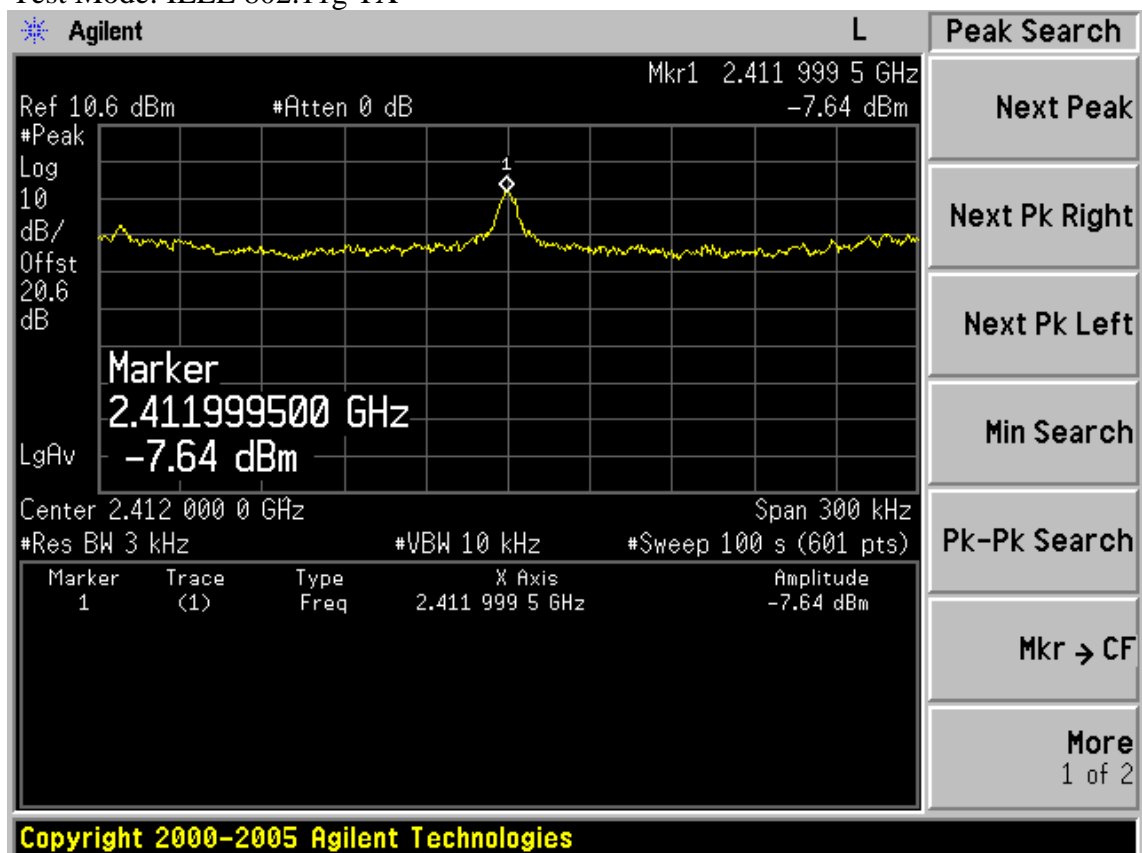 Test Mode: IEEE 802.11g TX
Agilent L Peak Search
Mkr1 2.411 999 5 GHz
Ref 10.6 dBm #Atten 0 dB -7.64 dBm
#Peak
Log
10
dB/
Offst
20.6
dB
LgAv
1
Marker
2.411999500 GHz
-7.64 dBm
Center 2.412 000 0 GHz Span 300 kHz
#Res BW 3 kHz #VBW 10 kHz #Sweep 100 s (601 pts)
Marker Trace Type X Axis Amplitude
1 (1) Freq 2.411 999 5 GHz -7.64 dBm
Next Peak
Next Pk Right
Next Pk Left
Min Search
Pk-Pk Search
Mkr → CF
More
1 of 2
Copyright 2000-2005 Agilent Technologies